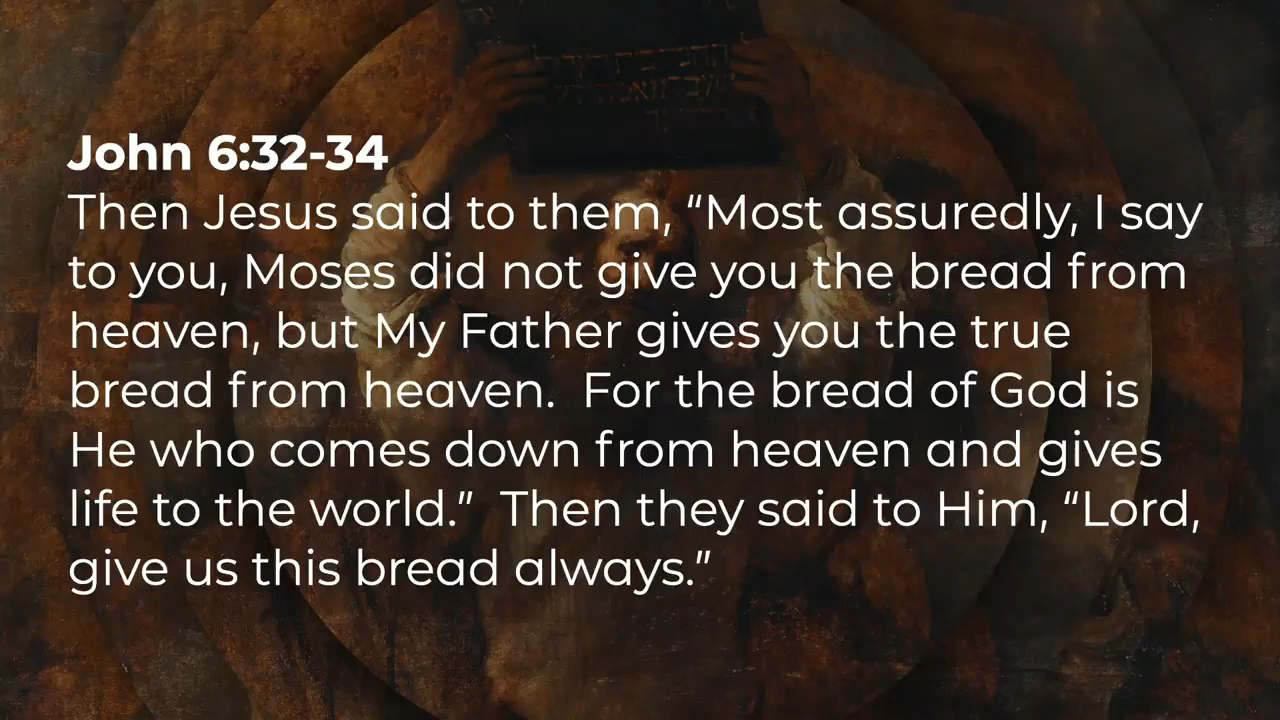 John 6:32-34
Then Jesus said to them, “Most assuredly, I say
to you, Moses did not give you the bread from
heaven, but My Father gives you the true
bread from heaven.  For the bread of God is
He who comes down from heaven and gives
life to the world.”  Then they said to Him, “Lord,
give us this bread always.”